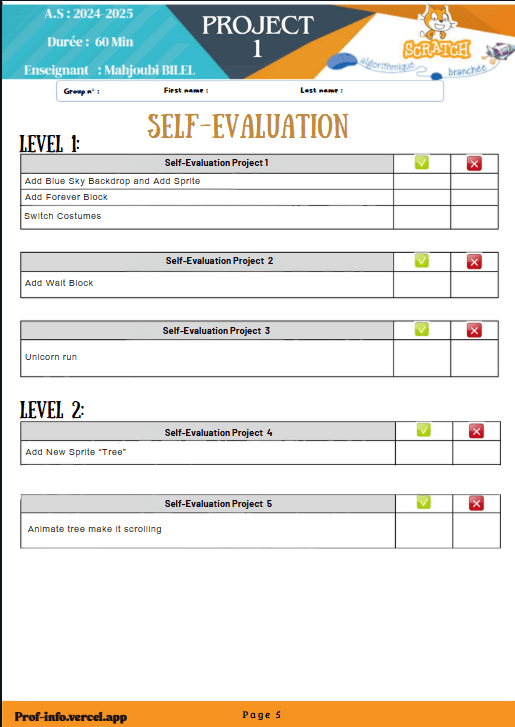 A.S : 2024-2025
Durée : 60 Min
Enseignant : Mahjoubi BILEL
PROJECT
1
SCRATCH
algorithmique
branchée
Group n° :
First name :
Last name :
SELF-EVALUATION
LEVEL 1:
Self-Evaluation Project 1
Add Blue Sky Backdrop and Add Sprite
Add Forever Block
Switch Costumes
Self-Evaluation Project 2
Add Wait Block
Self-Evaluation Project 3
Unicorn run
LEVEL 2:
Self-Evaluation Project 4
Add New Sprite "Tree"
Self-Evaluation Project 5
Animate tree make it scrolling
Prof-info.vercel.app
Page 5